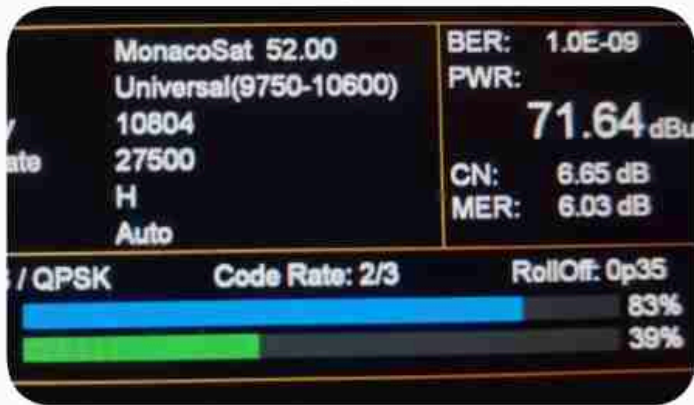 MonacoSat 52.00
Universal(9750-10600)
10804
27500
H
Auto
BER: 1.0E-09
PWR:
71.64 dBu
CN: 6.65 dB
MER: 6.03 dB
/ QPSK Code Rate: 2/3 RollOff: 0p35
83%
39%